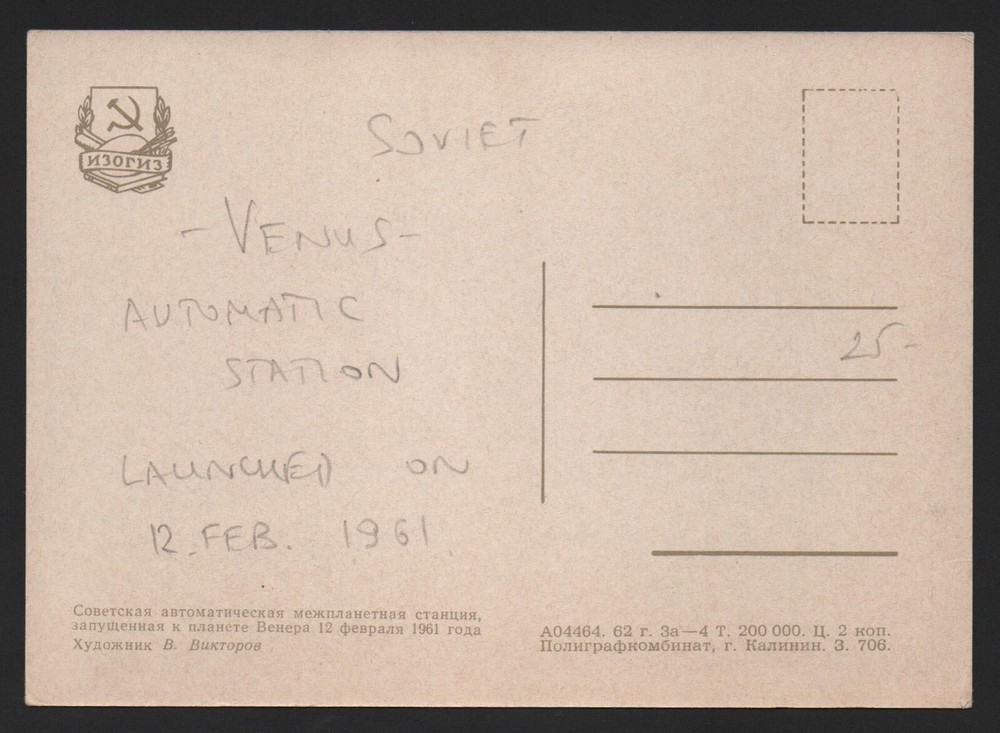 ИЗОГИЗ
SOVIET
- VENUS -
AUTOMATIC
STATION
LAUNCHED ON
12. FEB. 1961.
25-
Советская автоматическая межпланетная станция,
запущенная к планете Венера 12 февраля 1961 года
Художник В. Викторов
А04464. 62 г. За—4 Т. 200 000. Ц. 2 коп.
Полиграфкомбинат, г. Калинин. З. 706.